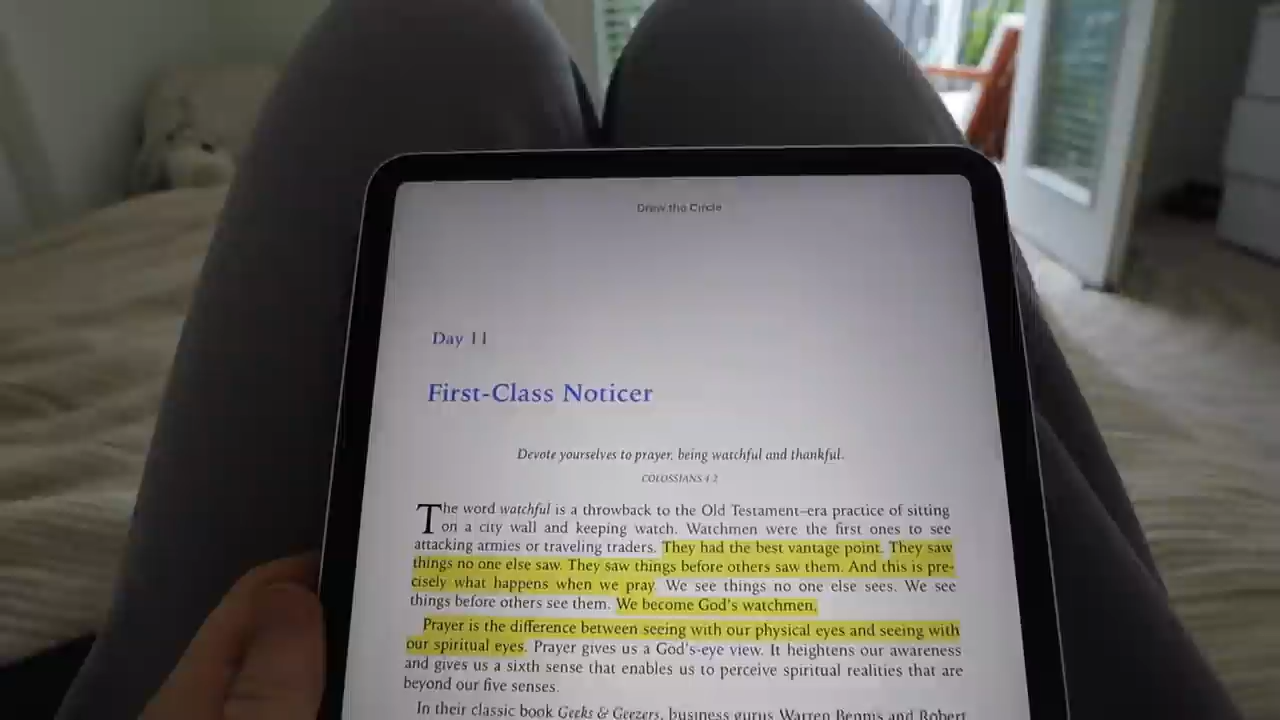 Draw the Circle
Day 11
First-Class Noticer
Devote yourselves to prayer, being watchful and thankful.
COLOSSIANS 4:2
The word watchful is a throwback to the Old Testament–era practice of sitting
on a city wall and keeping watch. Watchmen were the first ones to see
attacking armies or traveling traders. They had the best vantage point. They saw
things no one else saw. They saw things before others saw them. And this is pre-
cisely what happens when we pray. We see things no one else sees. We see
things before others see them. We become God's watchmen.
Prayer is the difference between seeing with our physical eyes and seeing with
our spiritual eyes. Prayer gives us a God's-eye view. It heightens our awareness
and gives us a sixth sense that enables us to perceive spiritual realities that are
beyond our five senses.
In their classic book Geeks & Geezers, business gurus Warren Bennis and Robert